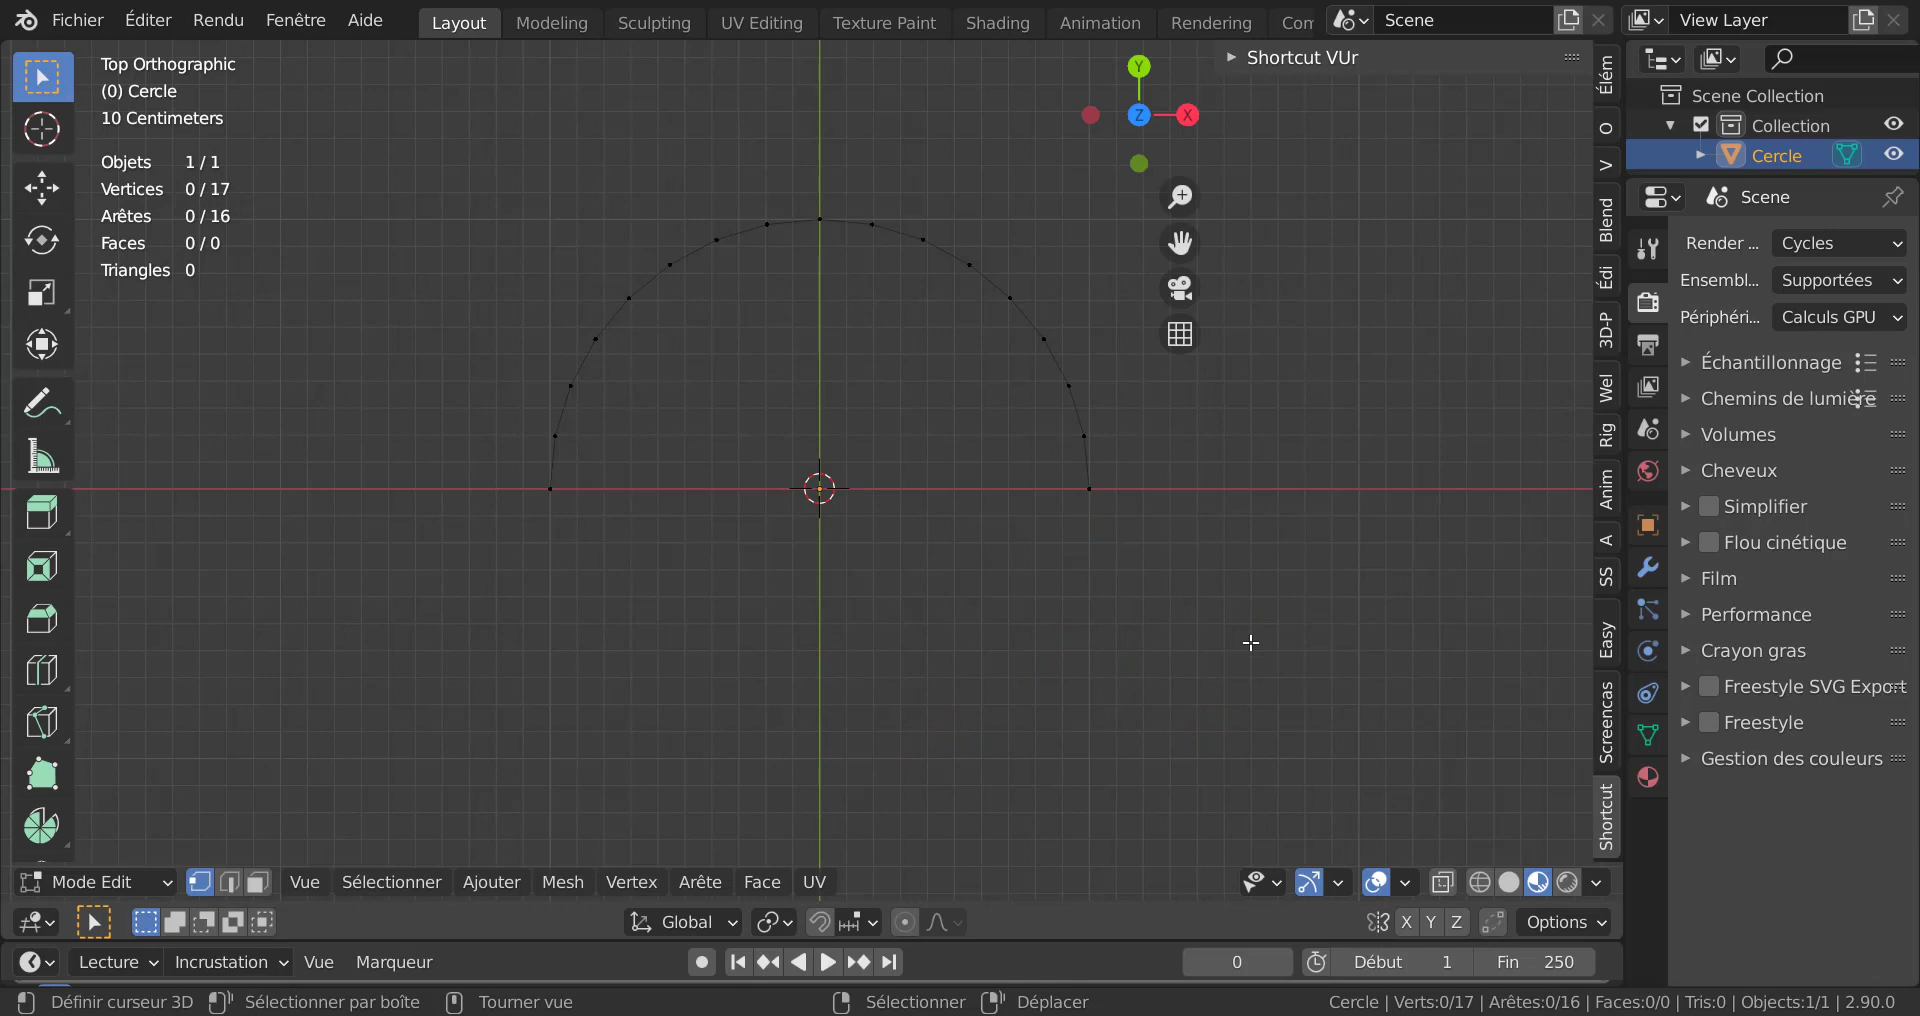 Fichier Éditer Rendu Fenêtre Aide Layout Modeling Sculpting UV Editing Texture Paint Shading Animation Rendering Com Scene View Layer
Top Orthographic
(0) Cercle
10 Centimeters
Objets 1 / 1
Vertices 0 / 17
Arêtes 0 / 16
Faces 0 / 0
Triangles 0
Shortcut VUr
Y
Z
X
Élém
O
V
Blend
Édi
3D-P
Wel
Rig
Anim
A
SS
Easy
Screencas
Shortcut
Scene Collection
Collection
Cercle
Scene
Render ... Cycles
Ensembl... Supportées
Périphéri... Calculs GPU
Échantillonnage
Chemins de lumière
Volumes
Cheveux
Simplifier
Flou cinétique
Film
Performance
Crayon gras
Freestyle SVG Export
Freestyle
Gestion des couleurs
Mode Edit Vue Sélectionner Ajouter Mesh Vertex Arête Face UV
Global X Y Z Options
Lecture Incrustation Vue Marqueur 0 Début 1 Fin 250
Définir curseur 3D Sélectionner par boîte Tourner vue Sélectionner Déplacer Cercle | Verts:0/17 | Arêtes:0/16 | Faces:0/0 | Tris:0 | Objects:1/1 | 2.90.0